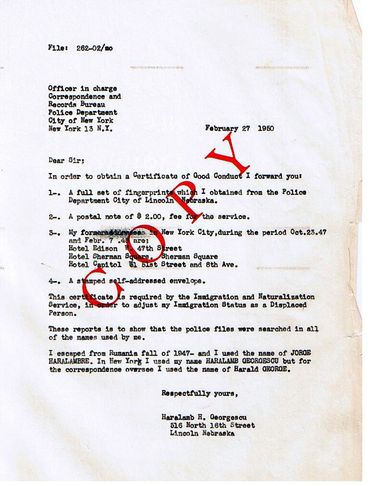 File: 262-02/mo
Officer in charge
Correspondence and
Records Bureau
Police Department
City of New York
New York 13 N.Y.
February 27 1950
Dear Sir;
In order to obtain a Certificate of Good Conduct I forward you:
1-. A full set of fingerprints which I obtained from the Police
Department City of Lincoln Nebraska.
2-. A postal note of $ 2.00, fee for the service.
3-. My former addresses in New York City,during the period Oct.23.47
and Febr. 7 .48 are:
Hotel Edison W. 47th Street
Hotel Sherman Square, Sherman Square
Hotel Capitol W 51st Street and 8th Ave.
4-. A stamped self-addressed envelope.
This certificate is required by the Immigration and Naturalization
Service, in order to adjust my Immigration Status as a Displaced
Person.
These reports is to show that the police files were searched in all
of the names used by me.
I escaped from Rumania fall of 1947- and I used the name of JORGE
HARALAMBRE. In New York I used my name HARALAMB GEORGESCU but for
the correspondence oversee I used the name of Harald GEORGE.
Respectfully yours,
Haralamb H. Georgescu
516 North 16th Street
Lincoln Nebraska
COPY